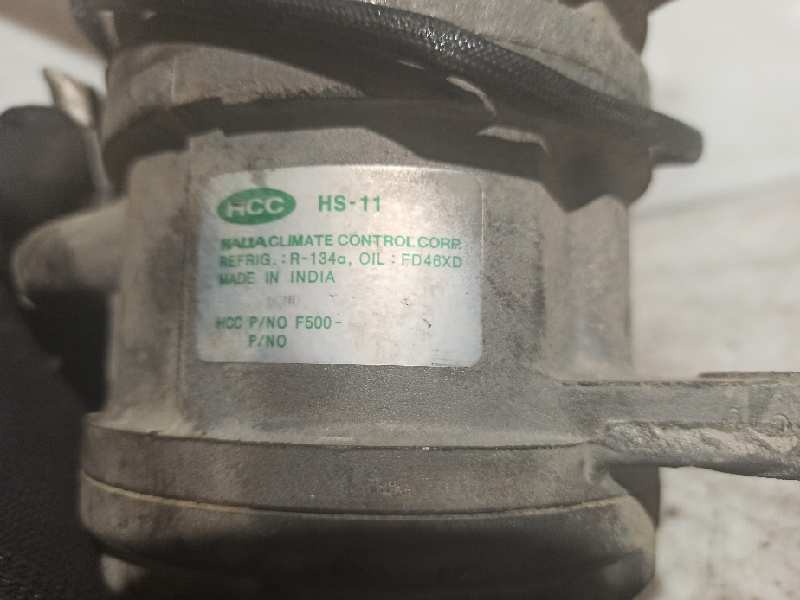 HCC HS-11
HALLA CLIMATE CONTROL CORP.
REFRIG.: R-134a, OIL : FD46XD
MADE IN INDIA
HCC P/NO F500-
P/NO